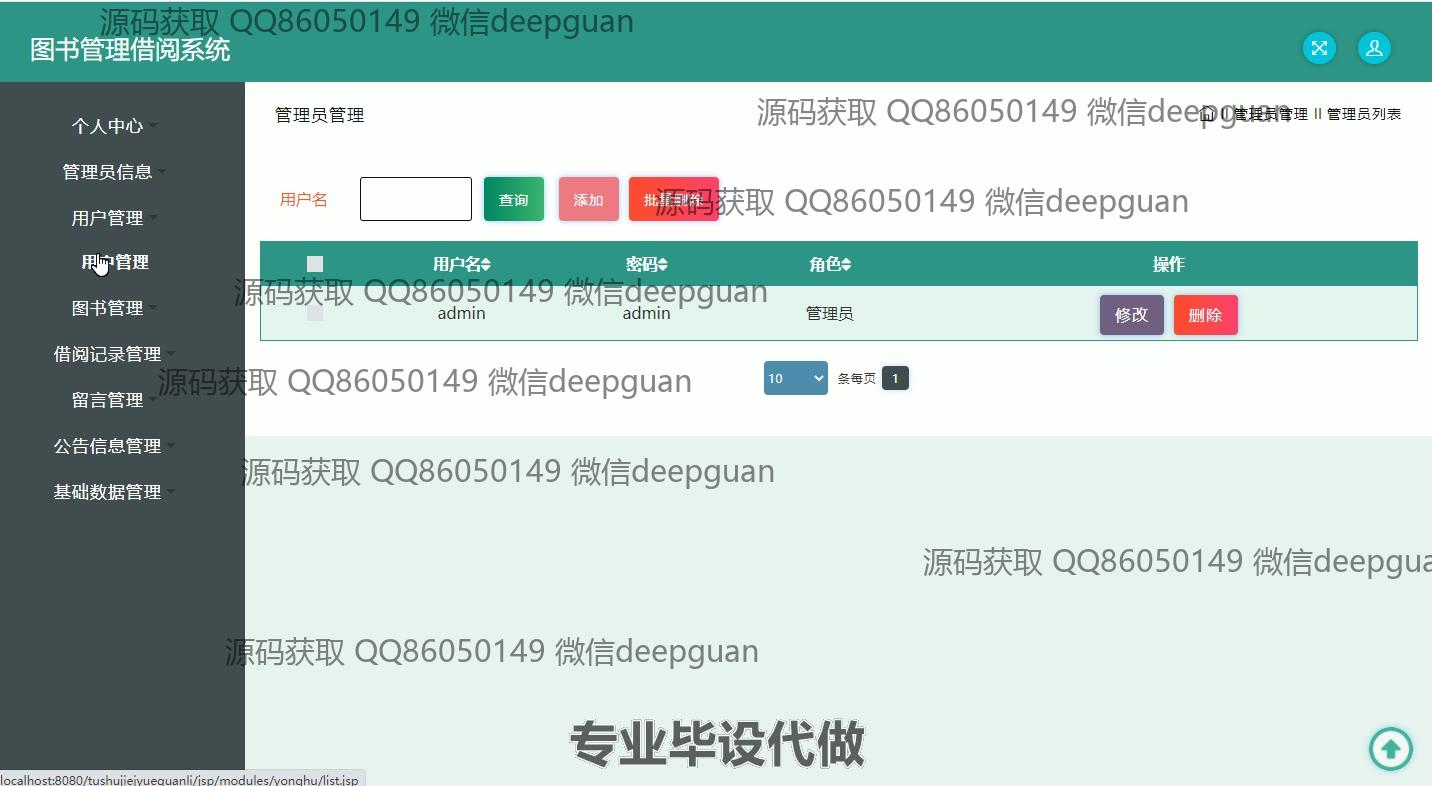 源码获取 QQ86050149 微信deepguan
图书管理借阅系统
个人中心
管理员信息
用户管理
用户管理
图书管理
借阅记录管理
留言管理
公告信息管理
基础数据管理
管理员管理
源码获取 QQ86050149 微信deepguan
管理员管理 II 管理员列表
用户名
查询
添加
批量删除
源码获取 QQ86050149 微信deepguan
用户名 密码 角色 操作
源码获取 QQ86050149 微信deepguan
admin admin 管理员 修改 删除
源码获取 QQ86050149 微信deepguan
10 条每页 1
源码获取 QQ86050149 微信deepguan
源码获取 QQ86050149 微信deepgua
源码获取 QQ86050149 微信deepguan
专业毕设代做
localhost:8080/tushujieyueguanli/jsp/modules/yonghu/list.jsp